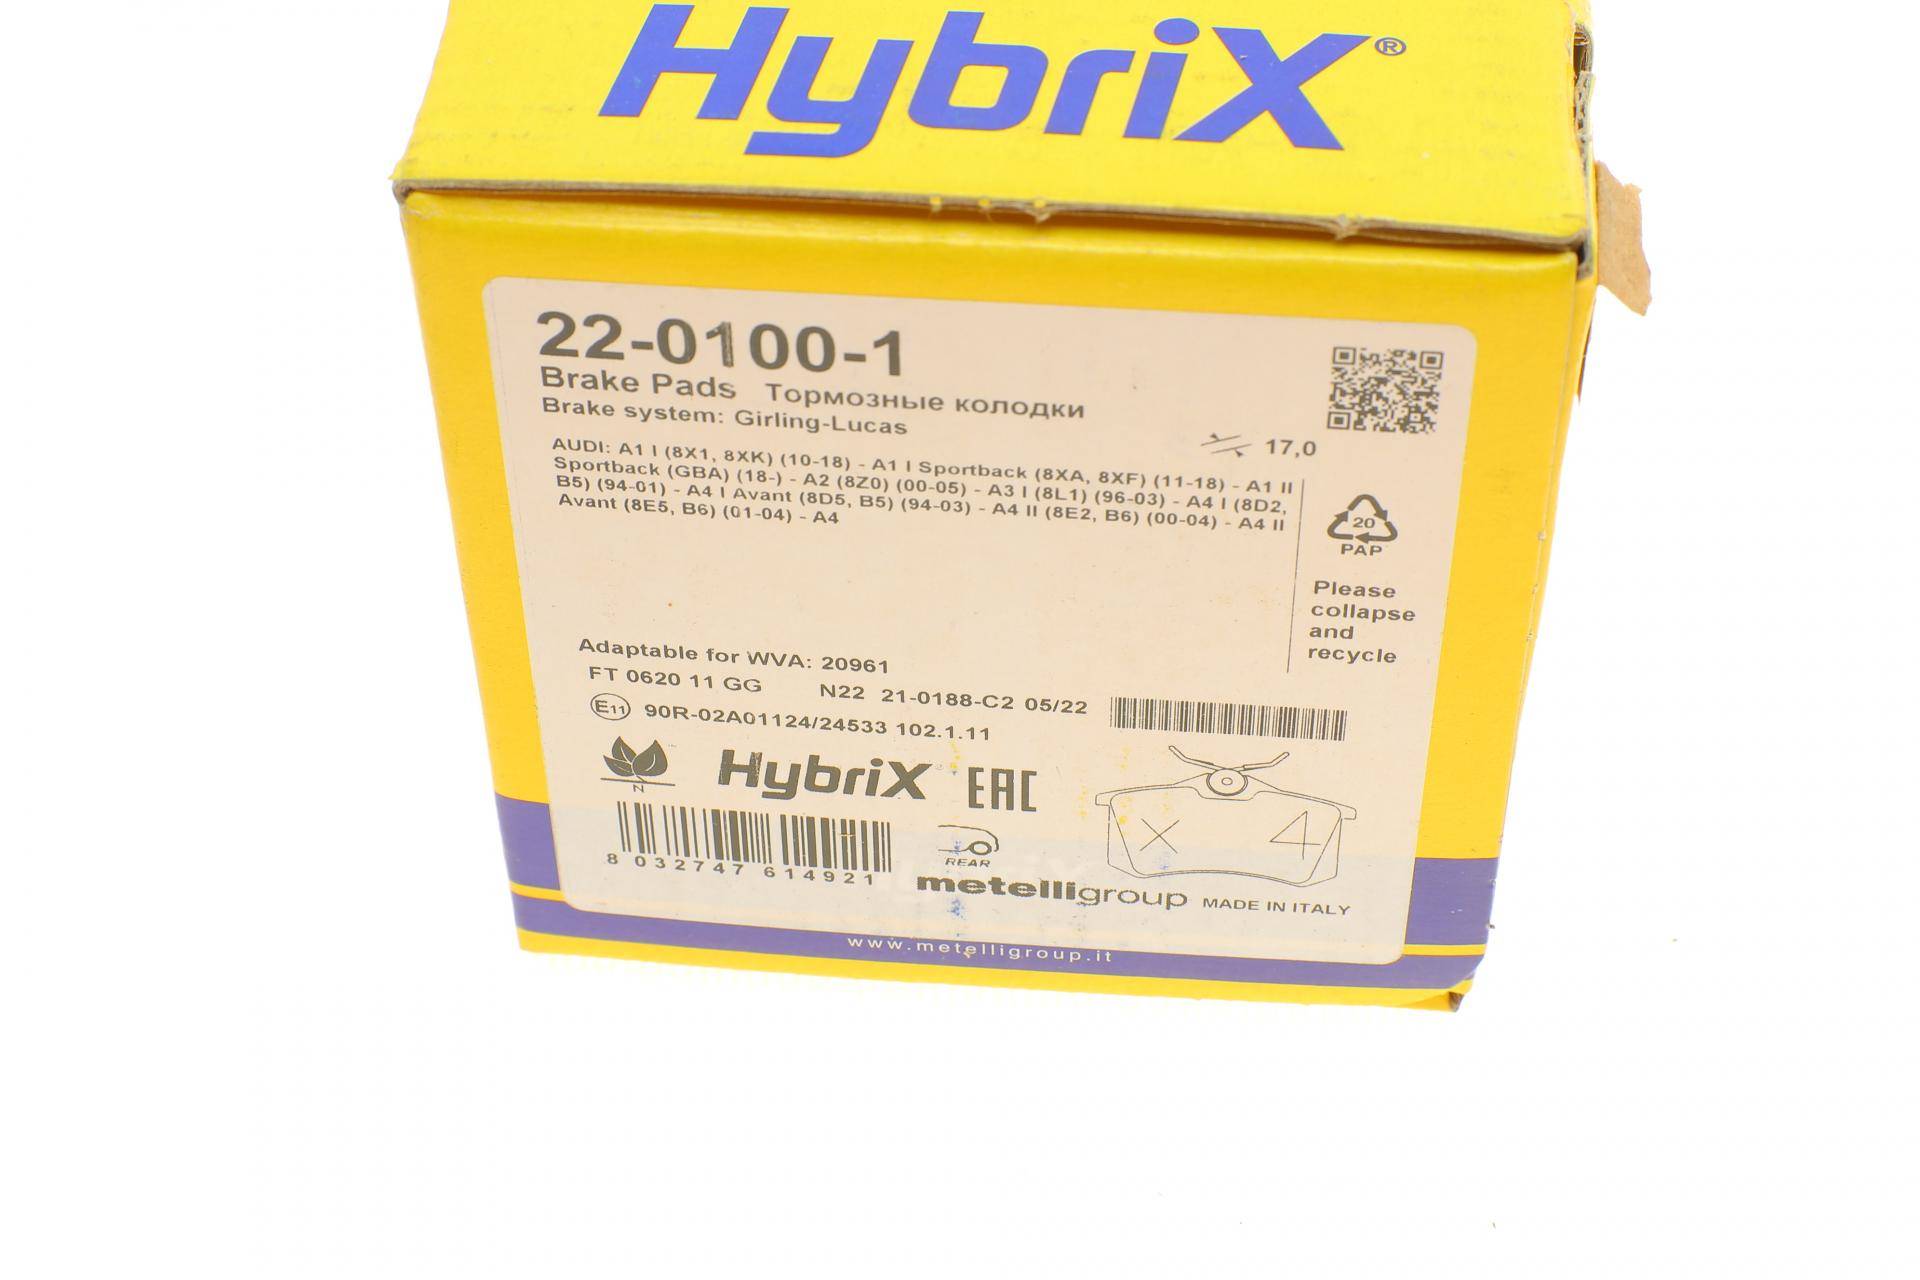 HybriX®
22-0100-1
Brake Pads Тормозные колодки
Brake system: Girling-Lucas
17,0
AUDI: A1 I (8X1, 8XK) (10-18) - A1 I Sportback (8XA, 8XF) (11-18) - A1 II
Sportback (GBA) (18-) - A2 (8Z0) (00-05) - A3 I (8L1) (96-03) - A4 I (8D2,
B5) (94-01) - A4 I Avant (8D5, B5) (94-03) - A4 II (8E2, B6) (00-04) - A4 II
Avant (8E5, B6) (01-04) - A4
20
PAP
Please
collapse
and
recycle
Adaptable for WVA: 20961
FT 0620 11 GG N22 21-0188-C2 05/22
E11 90R-02A01124/24533 102.1.11
N
HybriX EAC
X 4
8 032747 614921
REAR
metelligroup MADE IN ITALY
www.metelligroup.it